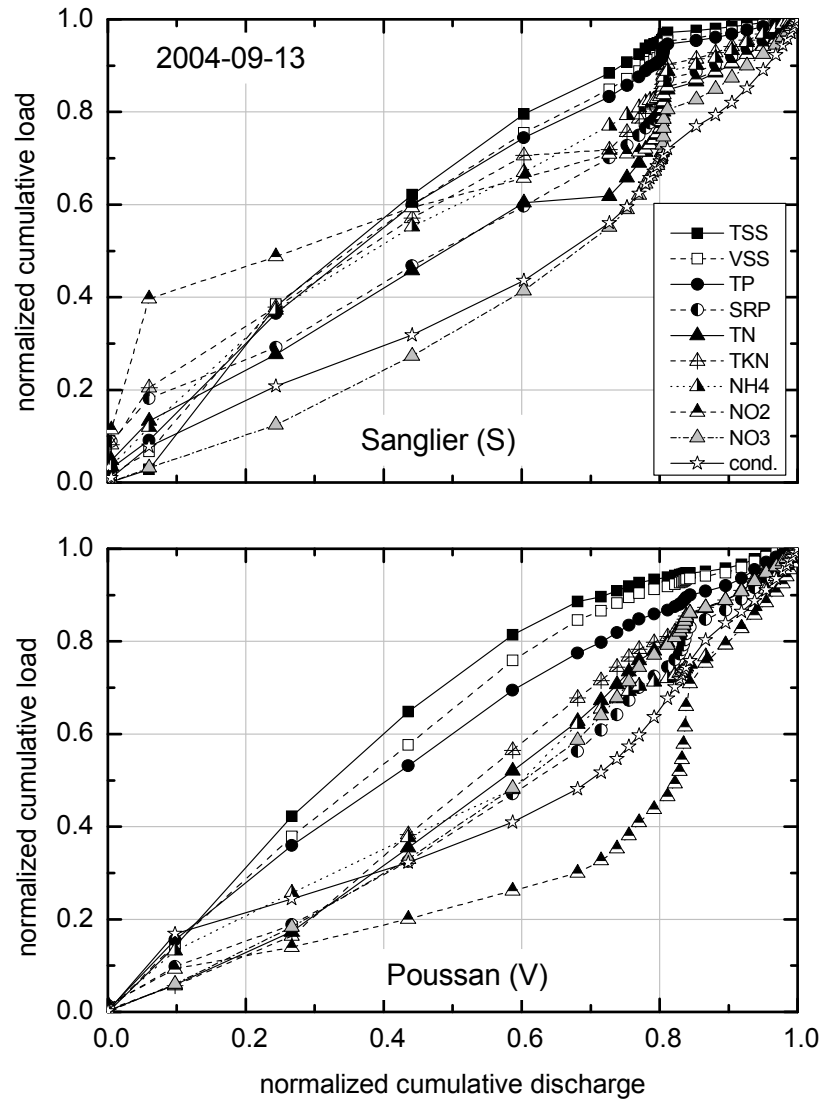 1.0
2004-09-13
0.8
0.6
0.4
0.2
0.0
normalized cumulative load
TSS
VSS
TP
SRP
TN
TKN
NH4
NO2
NO3
cond.
Sanglier (S)
1.0
0.8
0.6
0.4
0.2
0.0
normalized cumulative load
Poussan (V)
0.0
0.2
0.4
0.6
0.8
1.0
normalized cumulative discharge